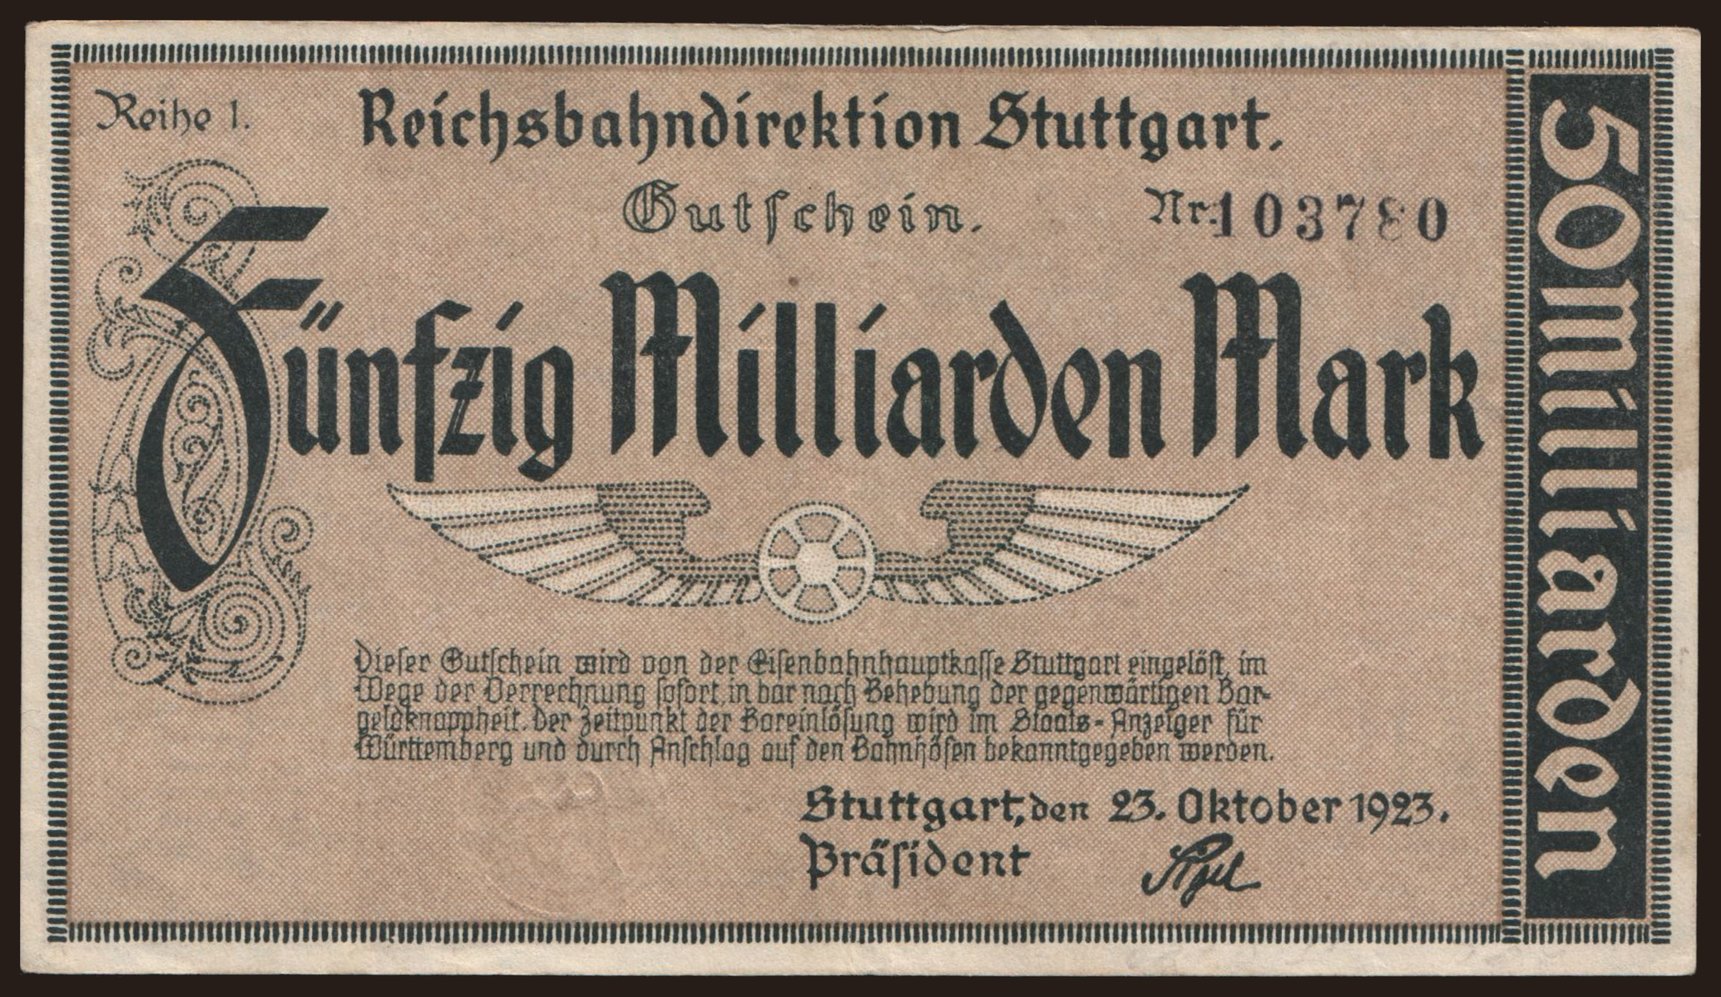 Reihe 1.
Reichsbahndirektion Stuttgart.
Gutschein.
Nr. 103780
Fünfzig Milliarden Mark
Dieser Gutschein wird von der Eisenbahnhauptkasse Stuttgart eingelöst, im
Wege der Verrechnung sofort, in bar nach Behebung der gegenwärtigen Bar-
geldknappheit. Der Zeitpunkt der Bareinlösung wird im Staats-Anzeiger für
Württemberg und durch Anschlag auf den Bahnhöfen bekanntgegeben werden.
Stuttgart, den 23. Oktober 1923.
Präsident
50 Milliarden